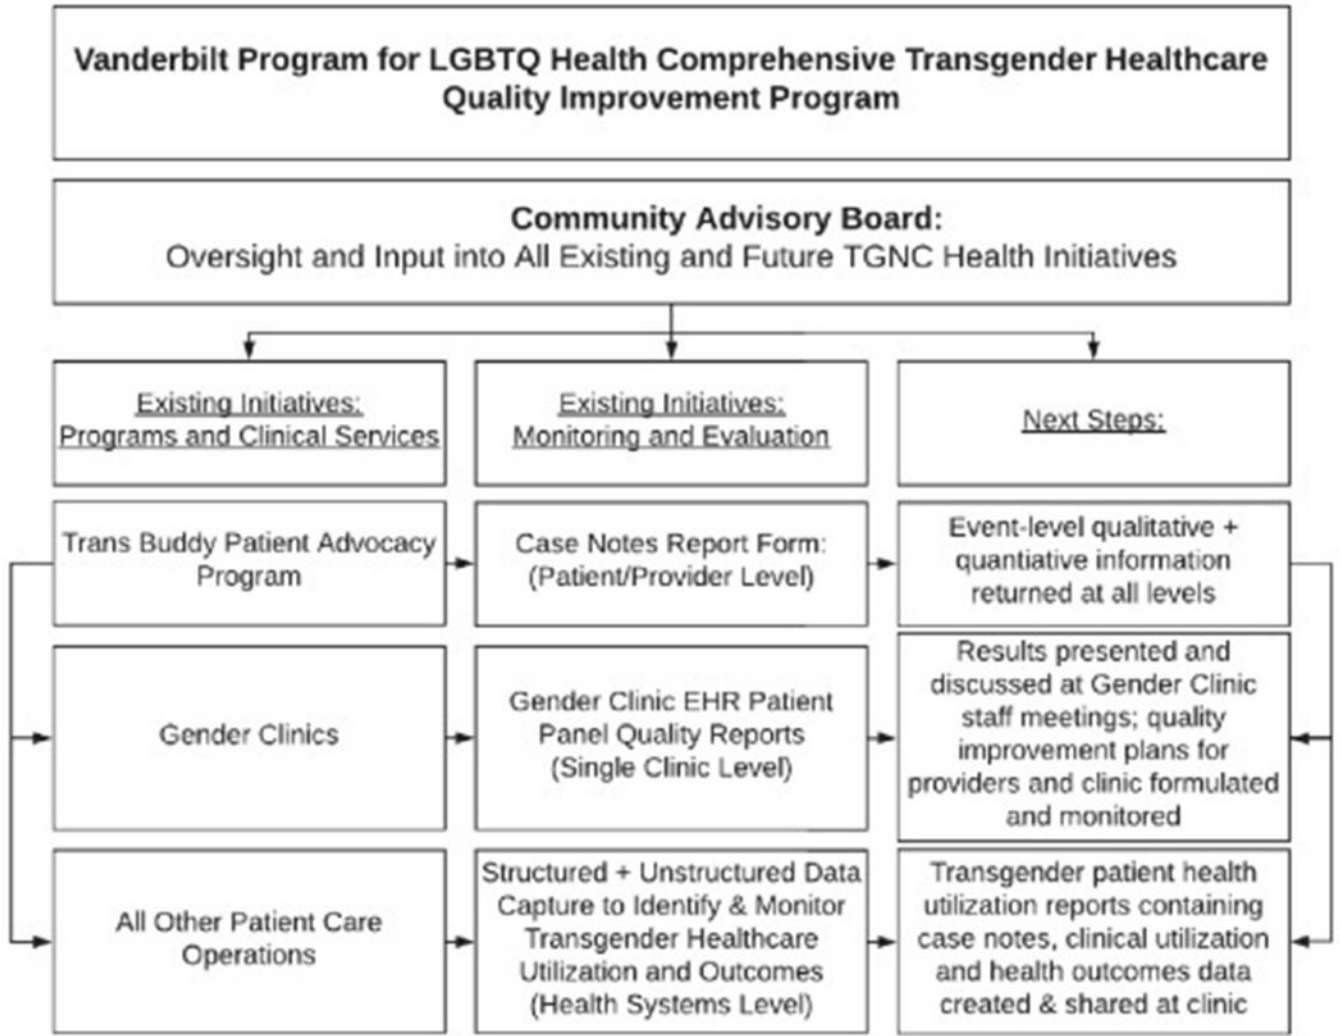 Vanderbilt Program for LGBTQ Health Comprehensive Transgender Healthcare
Quality Improvement Program
Community Advisory Board:
Oversight and Input into All Existing and Future TGNC Health Initiatives
Existing Initiatives:
Programs and Clinical Services
Existing Initiatives:
Monitoring and Evaluation
Next Steps:
Trans Buddy Patient Advocacy
Program
Case Notes Report Form:
(Patient/Provider Level)
Event-level qualitative +
quantiative information
returned at all levels
Gender Clinics
Gender Clinic EHR Patient
Panel Quality Reports
(Single Clinic Level)
Results presented and
discussed at Gender Clinic
staff meetings; quality
improvement plans for
providers and clinic formulated
and monitored
All Other Patient Care
Operations
Structured + Unstructured Data
Capture to Identify & Monitor
Transgender Healthcare
Utilization and Outcomes
(Health Systems Level)
Transgender patient health
utilization reports containing
case notes, clinical utilization
and health outcomes data
created & shared at clinic